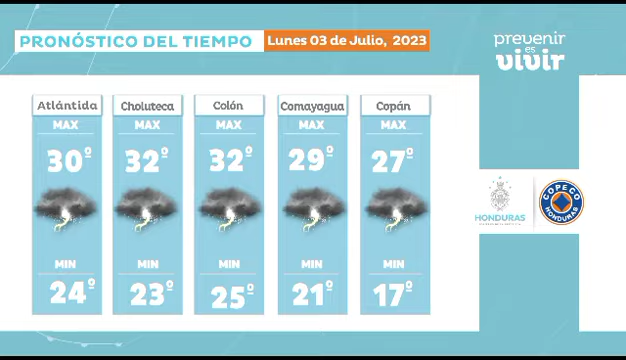 PRONÓSTICO DEL TIEMPO
Lunes 03 de Julio, 2023
prevenir
es
vivir
Atlántida
MAX
30º
MIN
24º
Choluteca
MAX
32º
MIN
23º
Colón
MAX
32º
MIN
25º
Comayagua
MAX
29º
MIN
21º
Copán
MAX
27º
MIN
17º
HONDURAS
COPECO
HONDURAS